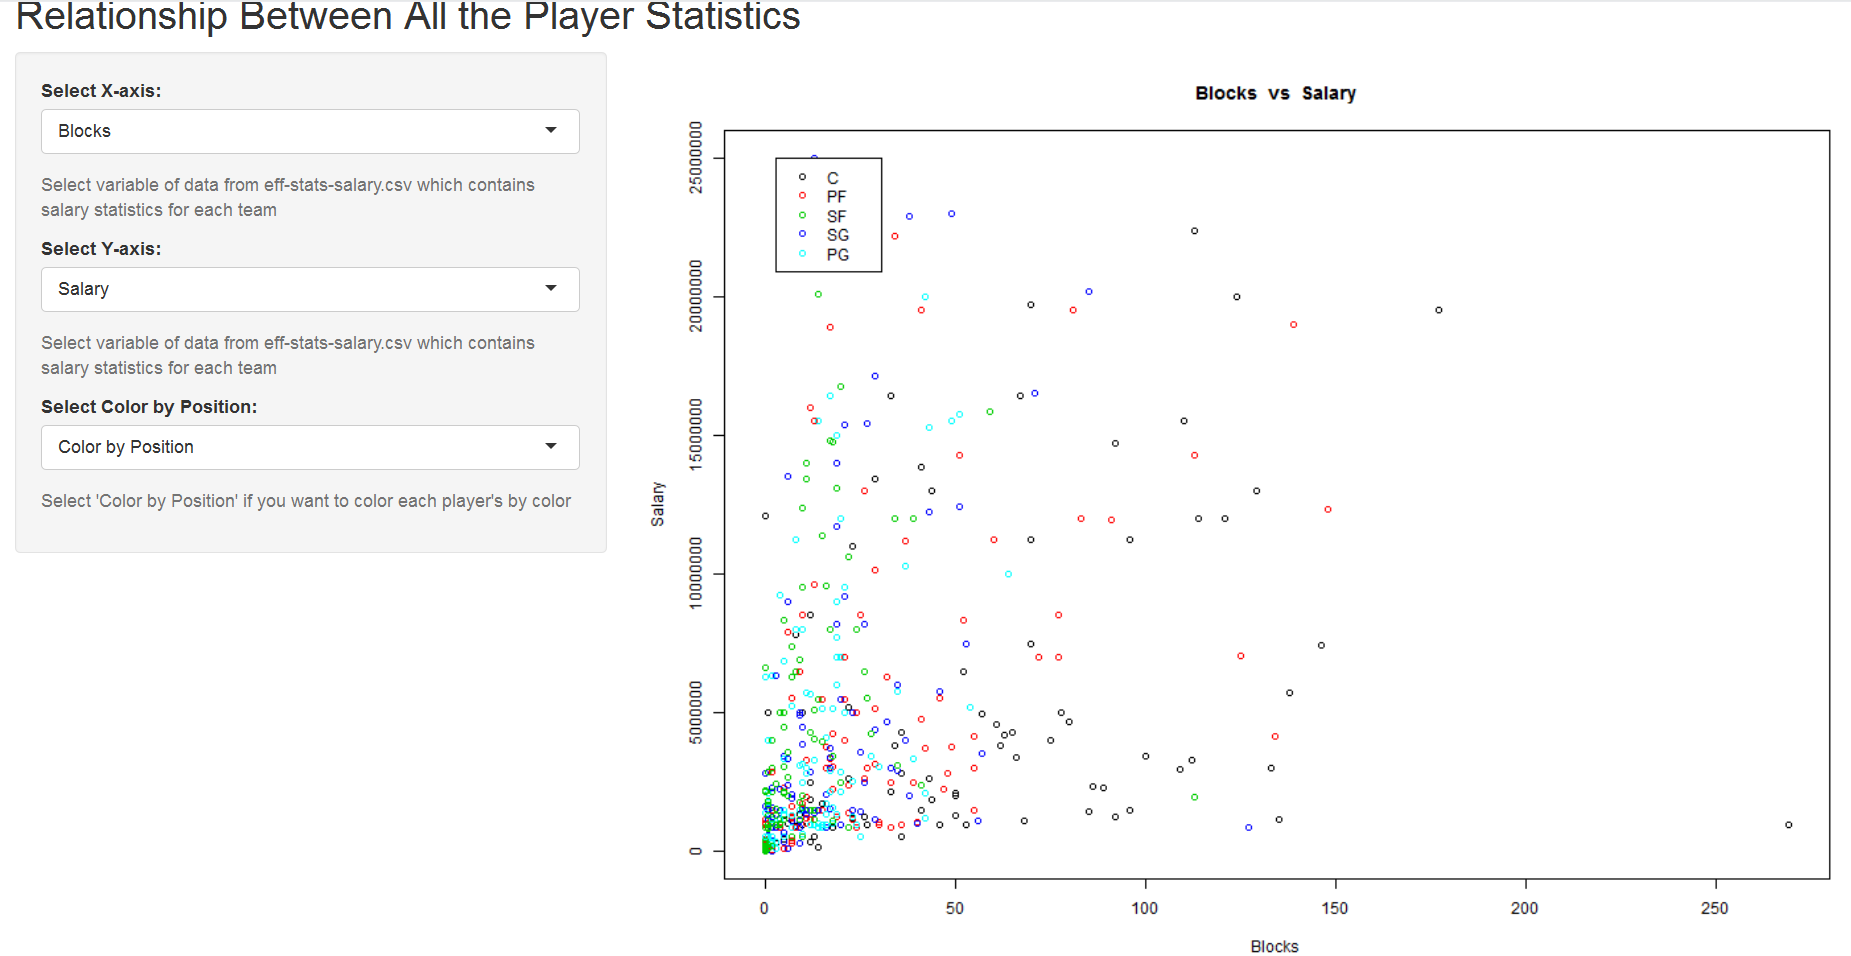 Relationship Between All the Player Statistics
Select X-axis:
Blocks
Select variable of data from eff-stats-salary.csv which contains
salary statistics for each team
Select Y-axis:
Salary
Select variable of data from eff-stats-salary.csv which contains
salary statistics for each team
Select Color by Position:
Color by Position
Select 'Color by Position' if you want to color each player's by color
Blocks vs Salary
C
PF
SF
SG
PG
Salary
25000000
20000000
15000000
10000000
5000000
0
0 50 100 150 200 250
Blocks